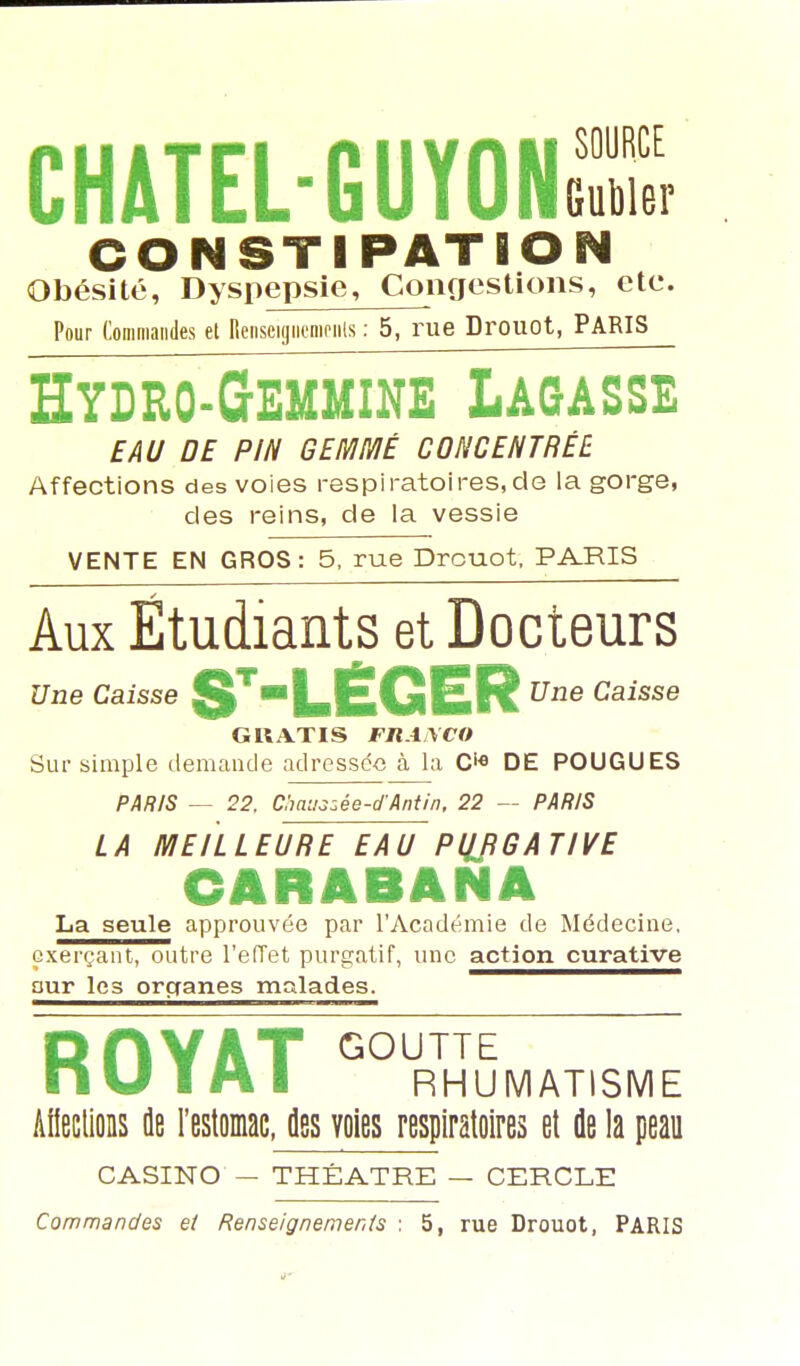 CHATEL-GUYON SOURCE Gubler
CONSTIPATION
Obésité, Dyspepsie, Congestions, etc.
Pour Commandes et Renseignements : 5, rue Drouot, PARIS
HYDRO-GEMMINE LAGASSE
EAU DE PIN GEMMÉ CONCENTRÉE
Affections des voies respiratoires, de la gorge,
des reins, de la vessie
VENTE EN GROS : 5, rue Drouot, PARIS
Aux Étudiants et Docteurs
Une Caisse ST-LÉGER Une Caisse
GRATIS FRANCO
Sur simple demande adressée à la Cie DE POUGUES
PARIS — 22, Chaussée-d'Antin, 22 — PARIS
LA MEILLEURE EAU PURGATIVE
CARABAÑA
La seule approuvée par l'Académie de Médecine,
exerçant, outre l'effet purgatif, une action curative
sur les organes malades.
ROYAT GOUTTE
RHUMATISME
Affections de l'estomac, des voies respiratoires et de la peau
CASINO — THÉATRE — CERCLE
Commandes et Renseignements : 5, rue Drouot, PARIS